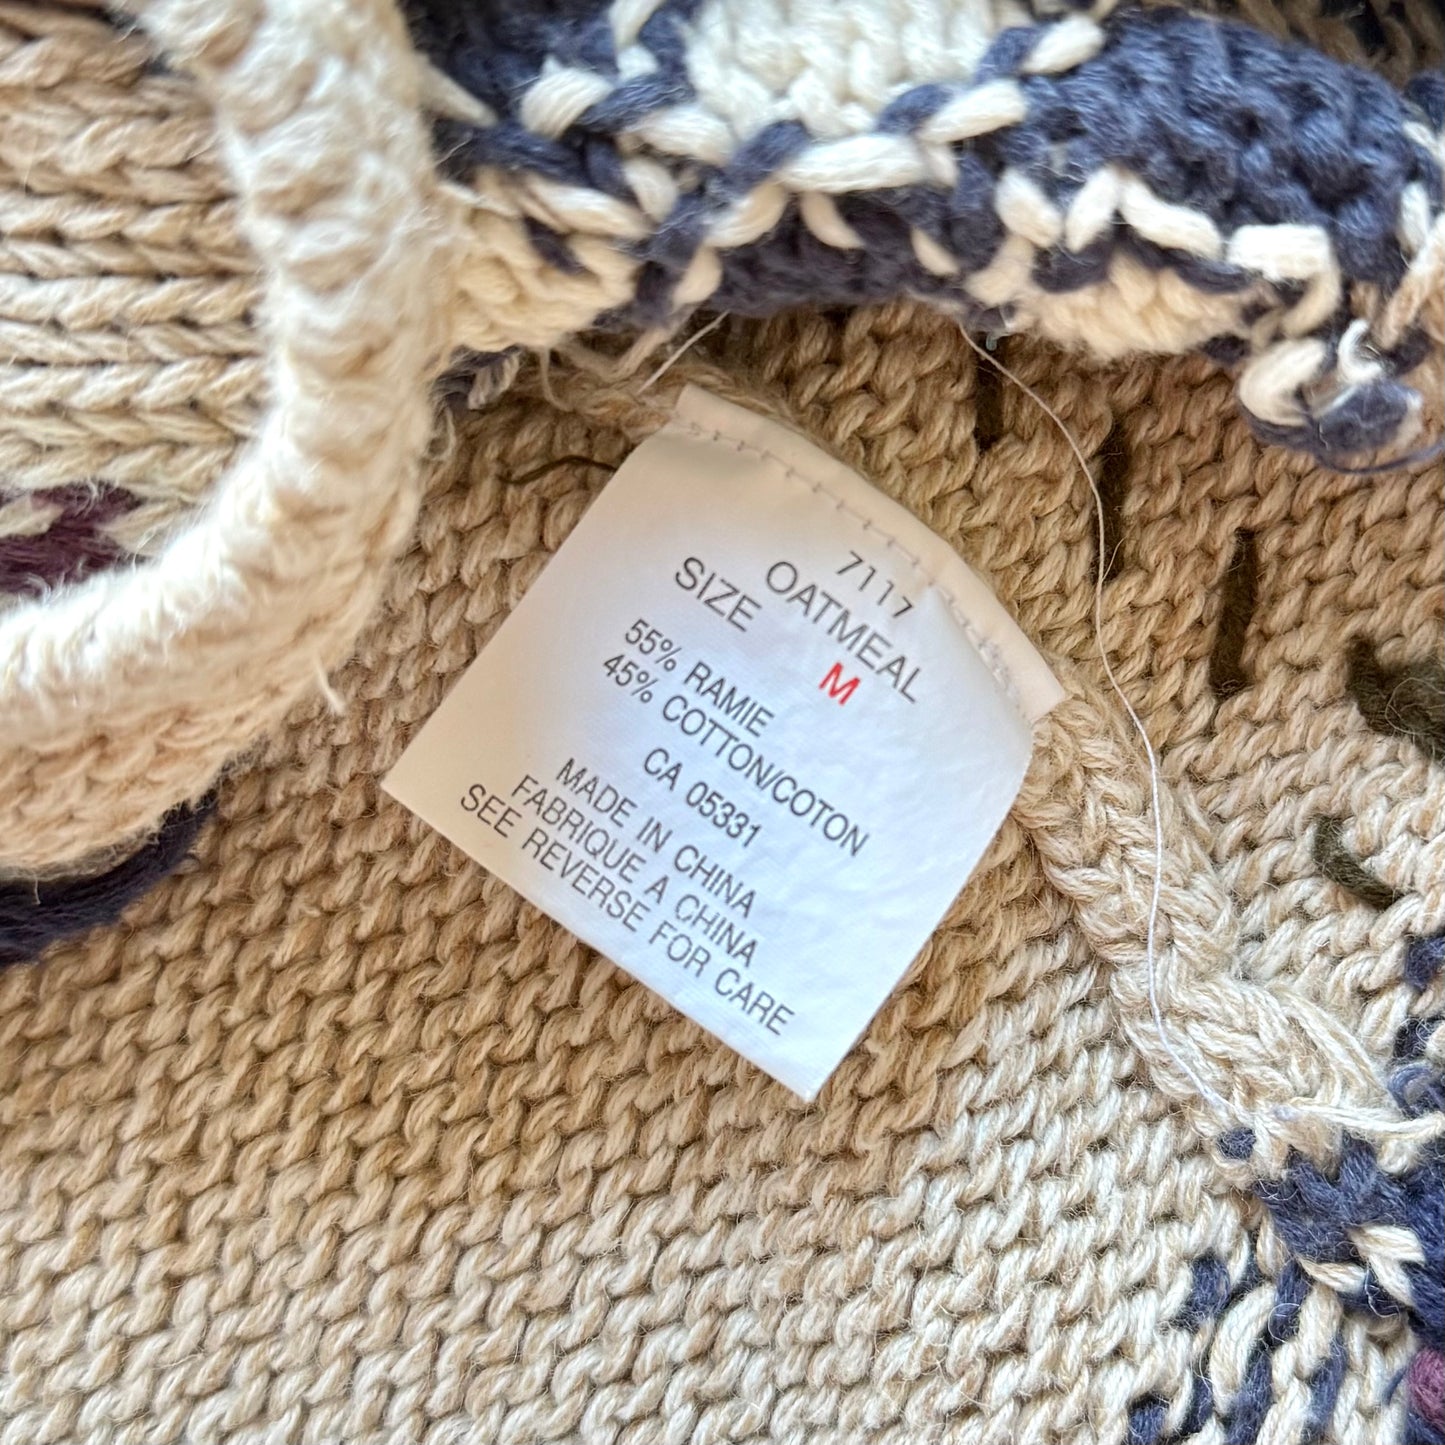 7117
OATMEAL
SIZE M
55% RAMIE
45% COTTON/COTON
CA 05331
MADE IN CHINA
FABRIQUE A CHINA
SEE REVERSE FOR CARE